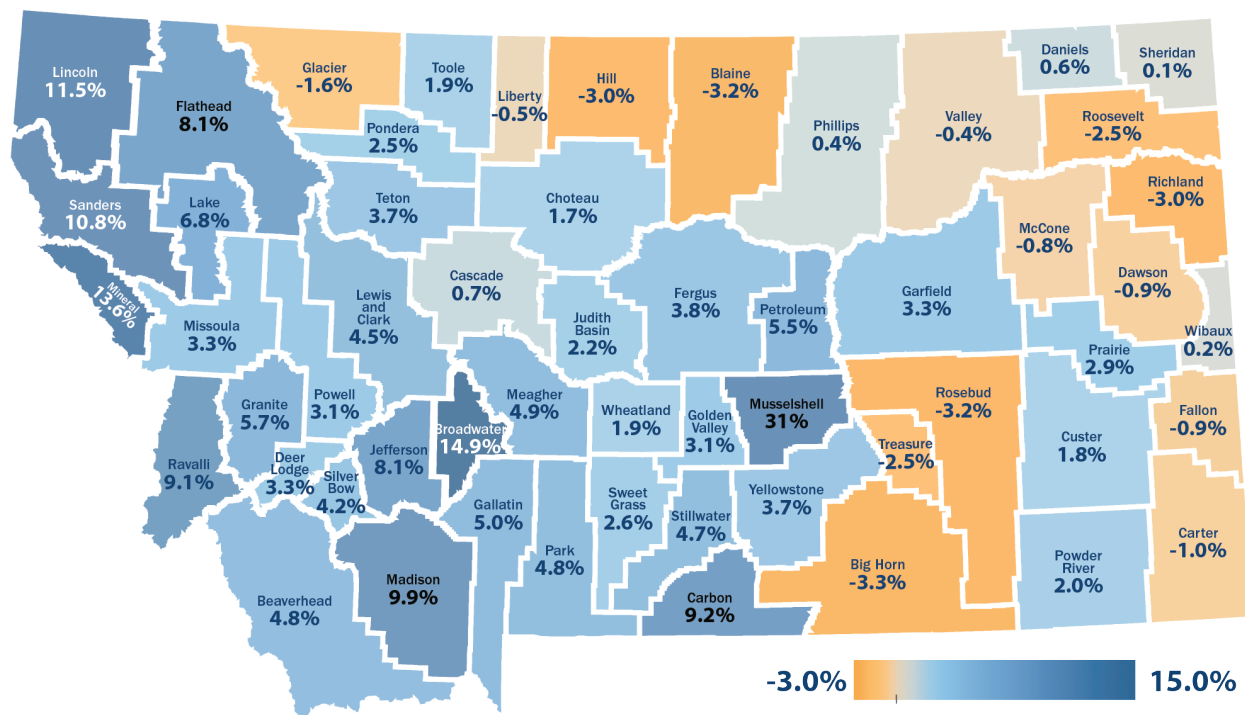 Lincoln
11.5%
Flathead
8.1%
Glacier
-1.6%
Toole
1.9%
Liberty
-0.5%
Hill
-3.0%
Blaine
-3.2%
Phillips
0.4%
Valley
-0.4%
Daniels
0.6%
Sheridan
0.1%
Roosevelt
-2.5%
Pondera
2.5%
Sanders
10.8%
Lake
6.8%
Teton
3.7%
Choteau
1.7%
Richland
-3.0%
McCone
-0.8%
Dawson
-0.9%
Mineral
13.6%
Missoula
3.3%
Lewis
and
Clark
4.5%
Cascade
0.7%
Judith
Basin
2.2%
Fergus
3.8%
Petroleum
5.5%
Garfield
3.3%
Prairie
2.9%
Wibaux
0.2%
Granite
5.7%
Powell
3.1%
Meagher
4.9%
Wheatland
1.9%
Golden
Valley
3.1%
Musselshell
31%
Rosebud
-3.2%
Fallon
-0.9%
Broadwater
14.9%
Jefferson
8.1%
Treasure
-2.5%
Custer
1.8%
Ravalli
9.1%
Deer
Lodge
3.3%
Silver
Bow
4.2%
Gallatin
5.0%
Sweet
Grass
2.6%
Stillwater
4.7%
Yellowstone
3.7%
Park
4.8%
Carter
-1.0%
Beaverhead
4.8%
Madison
9.9%
Carbon
9.2%
Big Horn
-3.3%
Powder
River
2.0%
-3.0%
15.0%